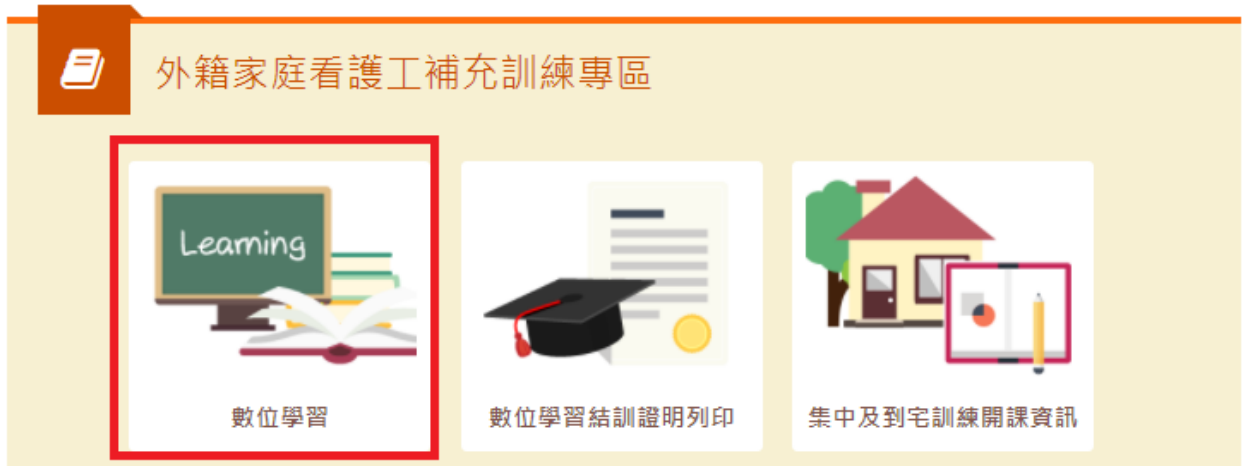 外籍家庭看護工補充訓練專區
Learning
數位學習
數位學習結訓證明列印
集中及到宅訓練開課資訊